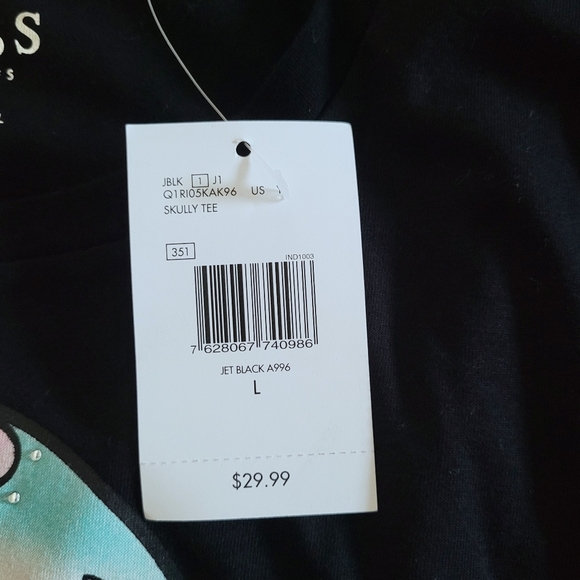 JBLK 1 J1
Q1RI05KAK96 US
SKULLY TEE
351
IND1003
7 628067 740986
JET BLACK A996
L
$29.99